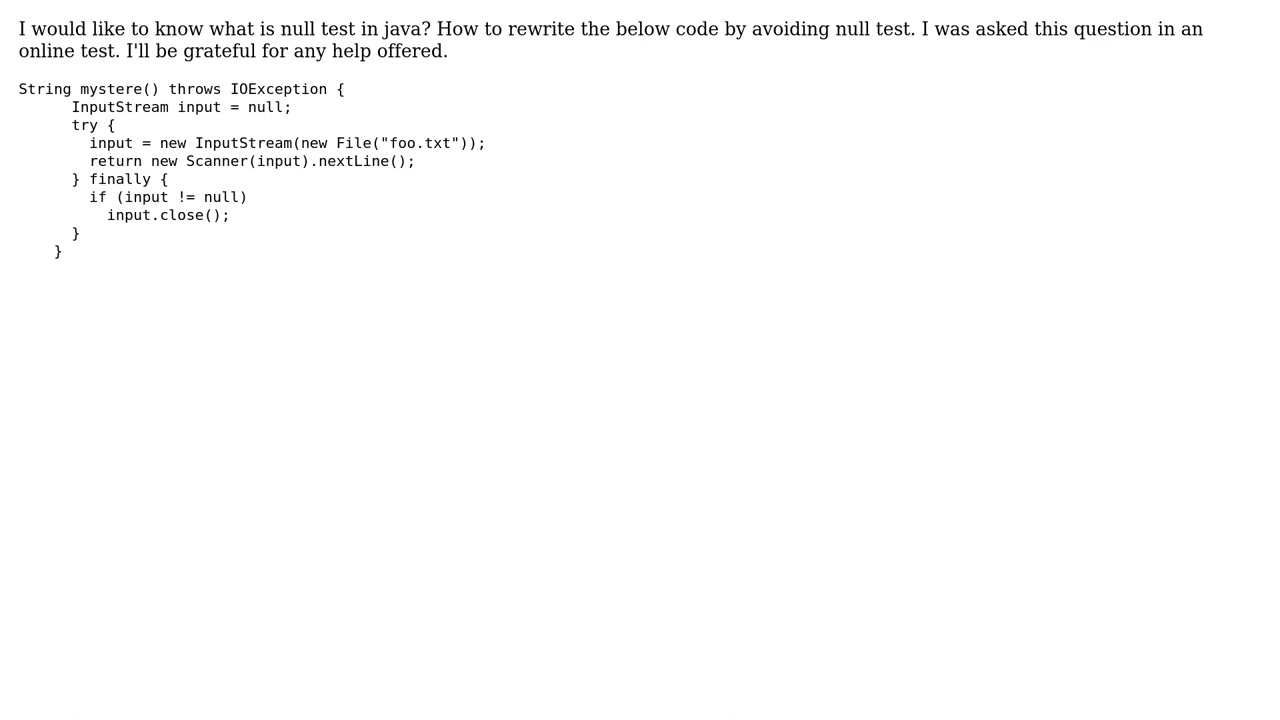 I would like to know what is null test in java? How to rewrite the below code by avoiding null test. I was asked this question in an
online test. I'll be grateful for any help offered.
String mystere() throws IOException {
      InputStream input = null;
      try {
        input = new InputStream(new File("foo.txt"));
        return new Scanner(input).nextLine();
      } finally {
        if (input != null)
          input.close();
      }
    }